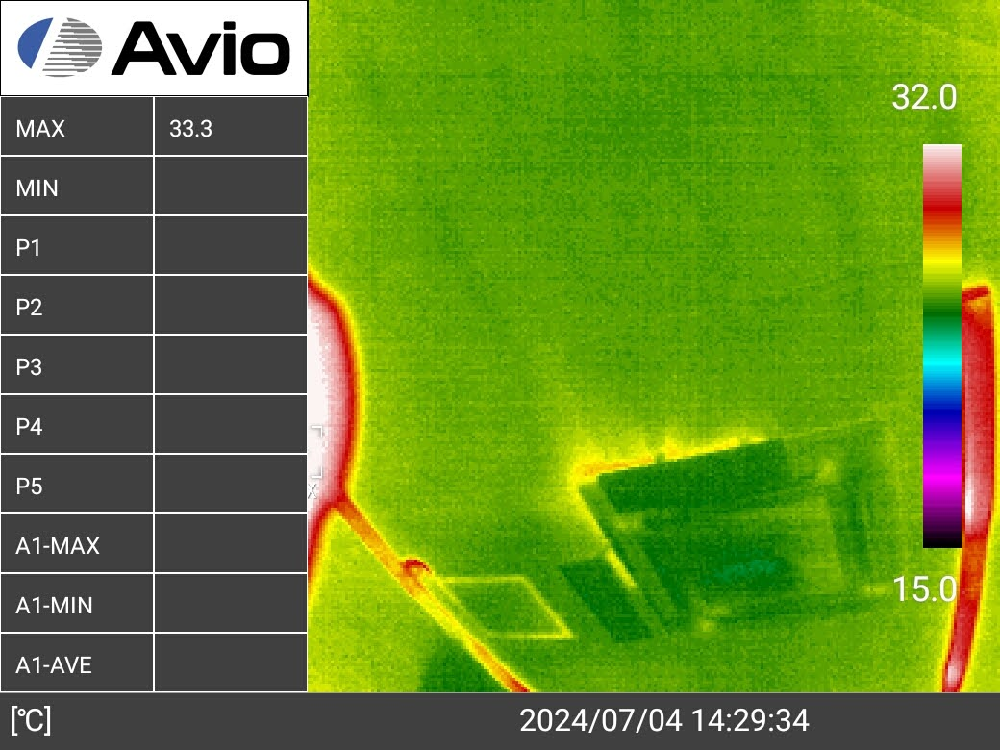 Avio
MAX 33.3
MIN
P1
P2
P3
P4
P5
A1-MAX
A1-MIN
A1-AVE
32.0
15.0
[℃] 2024/07/04 14:29:34